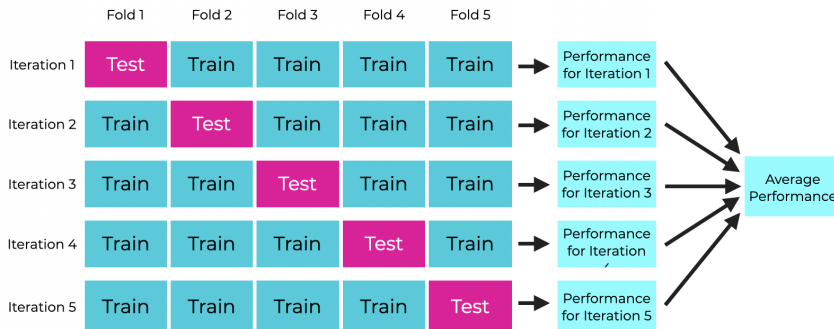 Fold 1 Fold 2 Fold 3 Fold 4 Fold 5
Iteration 1 Test Train Train Train Train Performance
for Iteration 1
Iteration 2 Train Test Train Train Train Performance
for Iteration 2
Iteration 3 Train Train Test Train Train Performance
for Iteration 3
Average
Performance
Iteration 4 Train Train Train Test Train Performance
for Iteration
Iteration 5 Train Train Train Train Test Performance
for Iteration 5